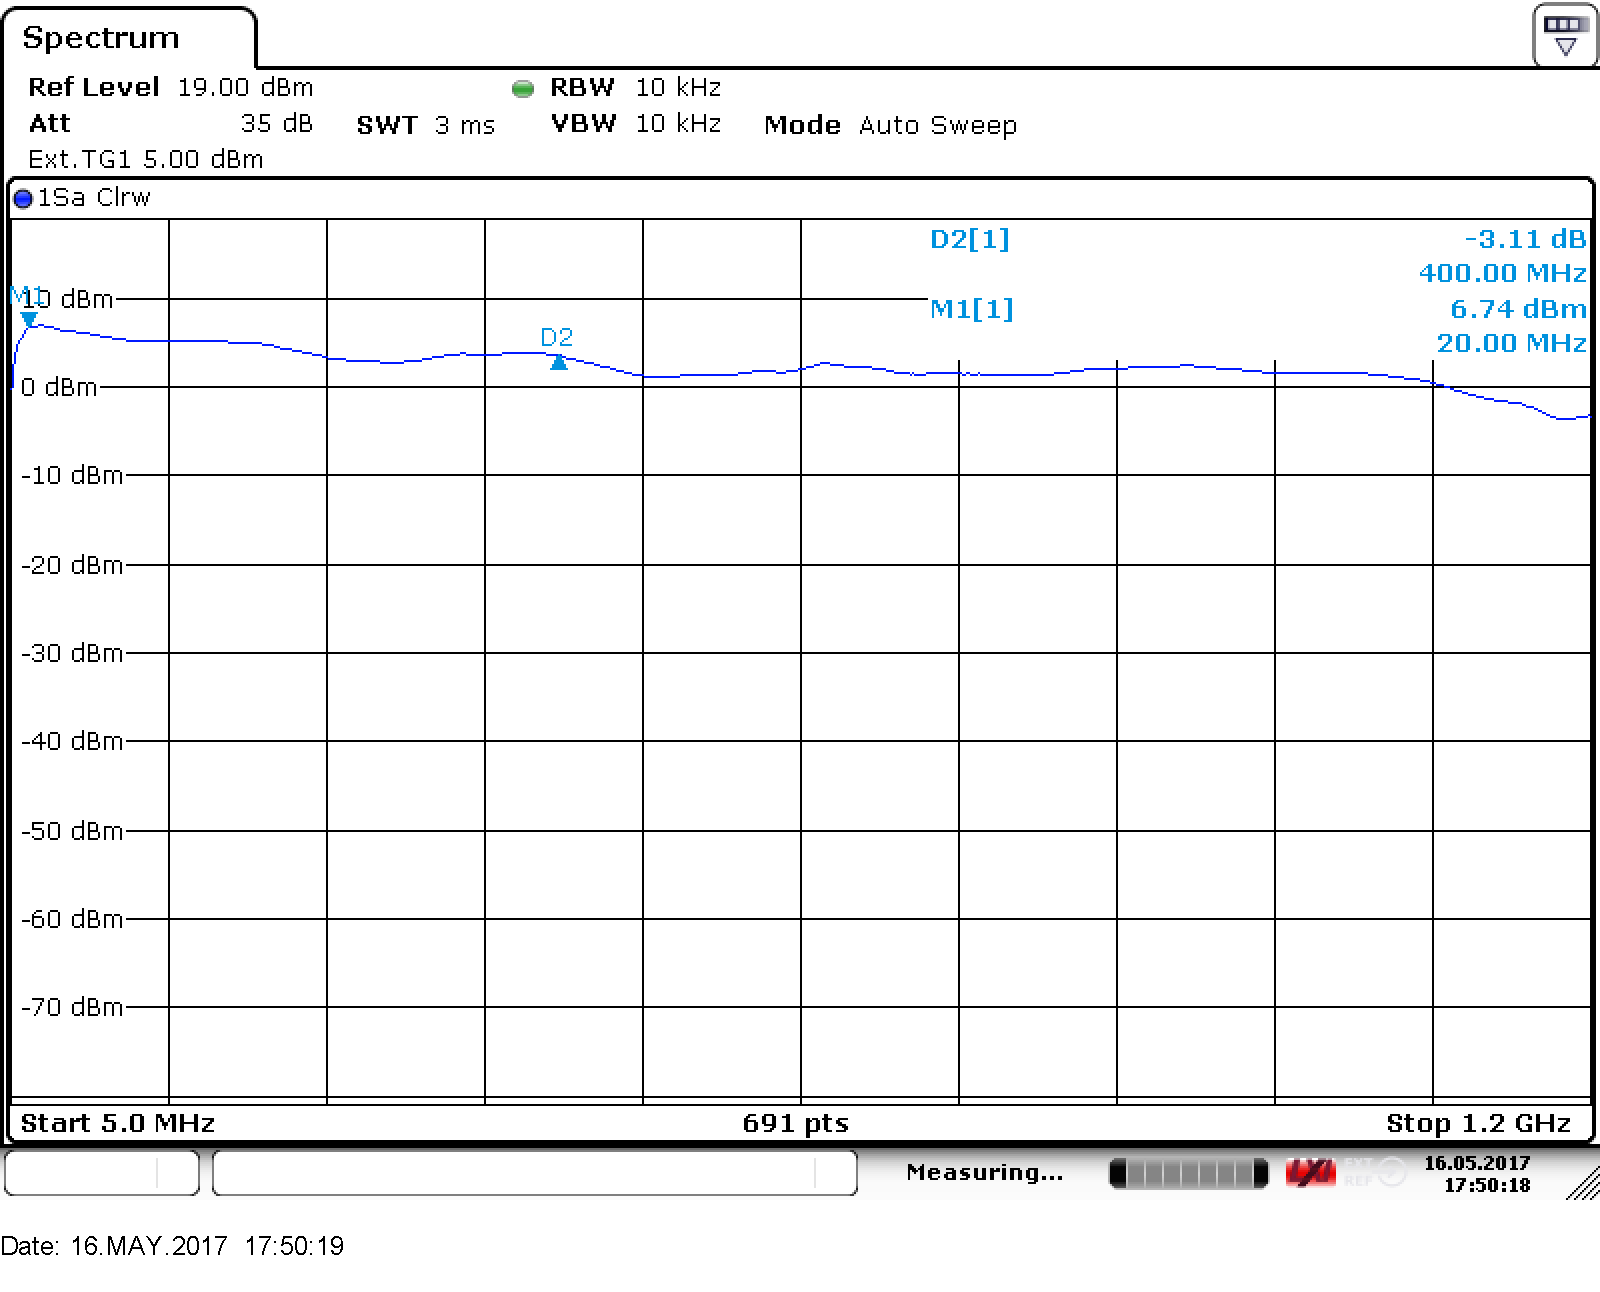 Spectrum
Ref Level 19.00 dBm RBW 10 kHz
Att 35 dB SWT 3 ms VBW 10 kHz Mode Auto Sweep
Ext.TG1 5.00 dBm
1Sa Clrw
D2[1] -3.11 dB
400.00 MHz
M1[1] 6.74 dBm
20.00 MHz
M1
10 dBm
D2
0 dBm
-10 dBm
-20 dBm
-30 dBm
-40 dBm
-50 dBm
-60 dBm
-70 dBm
Start 5.0 MHz 691 pts Stop 1.2 GHz
Measuring... LXI EXT REF 16.05.2017
17:50:18
Date: 16.MAY.2017 17:50:19